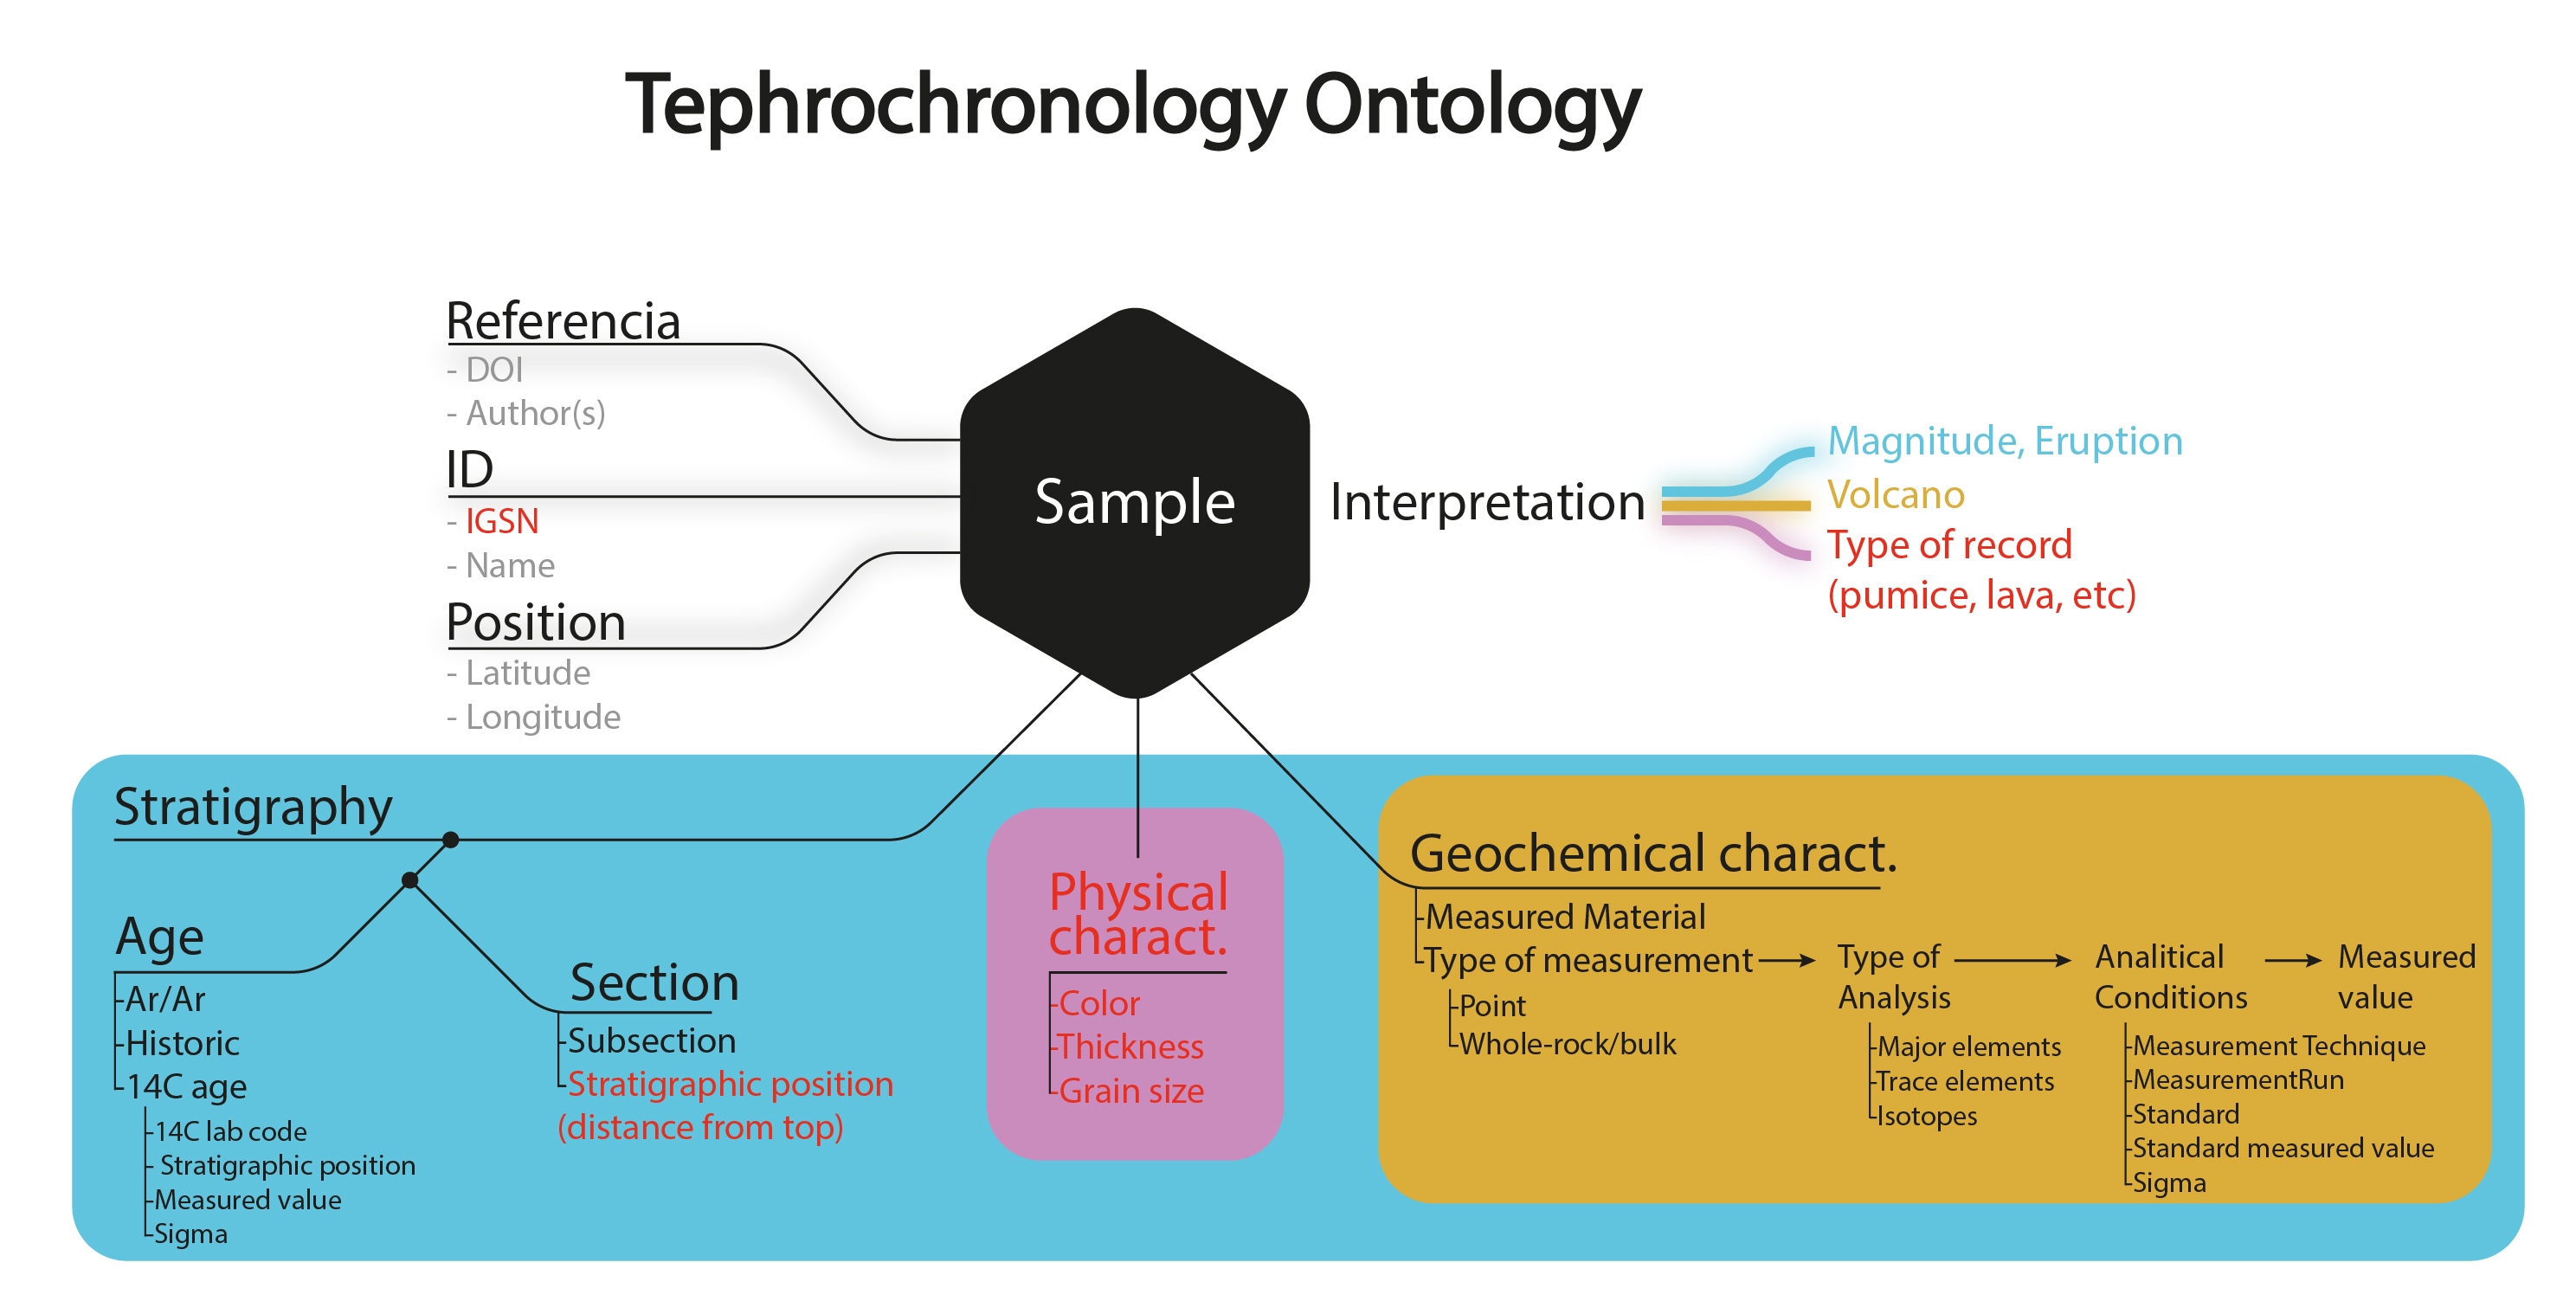 Tephrochronology Ontology
Referencia
- DOI
- Author(s)
ID
- IGSN
- Name
Position
- Latitude
- Longitude
Sample
Interpretation
Magnitude, Eruption
Volcano
Type of record
(pumice, lava, etc)
Stratigraphy
Age
-Ar/Ar
-Historic
-14C age
-14C lab code
- Stratigraphic position
-Measured value
-Sigma
Section
-Subsection
-Stratigraphic position
(distance from top)
Physical
charact.
-Color
-Thickness
-Grain size
Geochemical charact.
-Measured Material
-Type of measurement
-Point
-Whole-rock/bulk
Type of
Analysis
-Major elements
-Trace elements
-Isotopes
Analitical
Conditions
-Measurement Technique
-MeasurementRun
-Standard
-Standard measured value
-Sigma
Measured
value